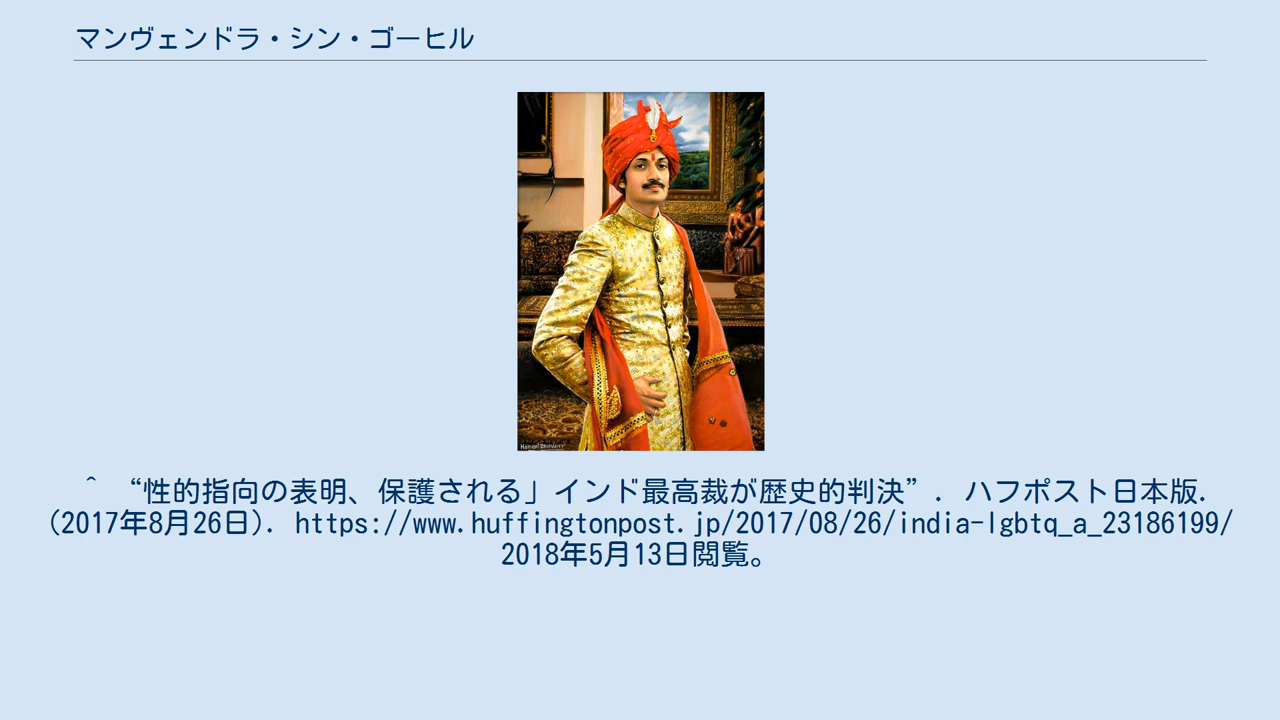 マンヴェンドラ・シン・ゴーヒル
^ “性的指向の表明、保護される」インド最高裁が歴史的判決”. ハフポスト日本版.
(2017年8月26日). https://www.huffingtonpost.jp/2017/08/26/india-lgbtq_a_23186199/
2018年5月13日閲覧。